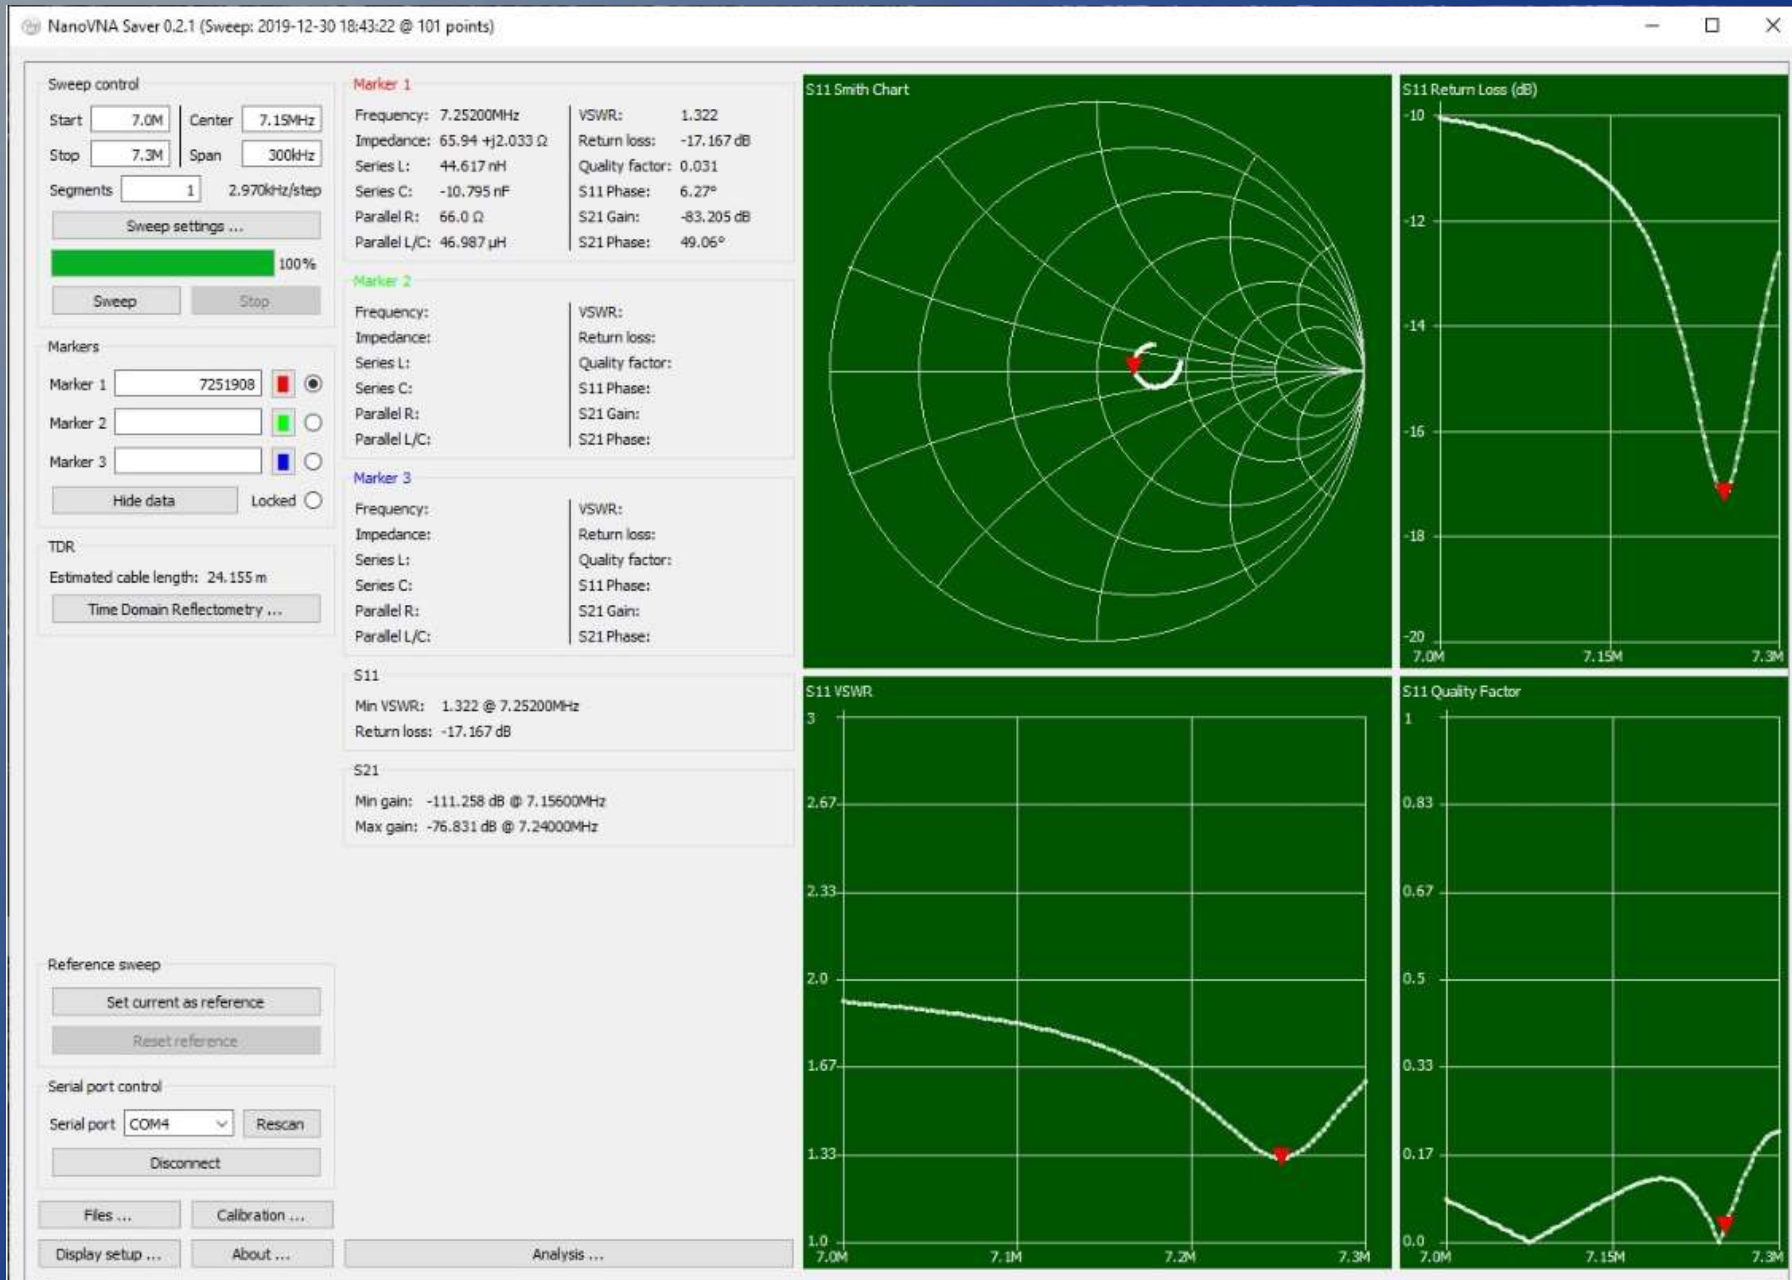 NanoVNA Saver 0.2.1 (Sweep: 2019-12-30 18:43:22 @ 101 points)
Sweep control
Start 7.0M Center 7.15MHz
Stop 7.3M Span 300kHz
Segments 1 2.970kHz/step
Sweep settings ...
100%
Sweep Stop
Markers
Marker 1 7251908
Marker 2
Marker 3
Hide data Locked
TDR
Estimated cable length: 24.155 m
Time Domain Reflectometry ...
Reference sweep
Set current as reference
Reset reference
Serial port control
Serial port COM4 Rescan
Disconnect
Files ... Calibration ...
Display setup ... About ...
Marker 1
Frequency: 7.25200MHz VSWR: 1.322
Impedance: 65.94 +j2.033 Ω Return loss: -17.167 dB
Series L: 44.617 nH Quality factor: 0.031
Series C: -10.795 nF S11 Phase: 6.27°
Parallel R: 66.0 Ω S21 Gain: -83.205 dB
Parallel L/C: 46.987 µH S21 Phase: 49.06°
Marker 2
Frequency: VSWR:
Impedance: Return loss:
Series L: Quality factor:
Series C: S11 Phase:
Parallel R: S21 Gain:
Parallel L/C: S21 Phase:
Marker 3
Frequency: VSWR:
Impedance: Return loss:
Series L: Quality factor:
Series C: S11 Phase:
Parallel R: S21 Gain:
Parallel L/C: S21 Phase:
S11
Min VSWR: 1.322 @ 7.25200MHz
Return loss: -17.167 dB
S21
Min gain: -111.258 dB @ 7.15600MHz
Max gain: -76.831 dB @ 7.24000MHz
Analysis ...
S11 Smith Chart
S11 Return Loss (dB)
-10
-12
-14
-16
-18
-20
7.0M 7.15M 7.3M
S11 VSWR
3
2.67
2.33
2.0
1.67
1.33
1.0
7.0M 7.1M 7.2M 7.3M
S11 Quality Factor
1
0.83
0.67
0.5
0.33
0.17
0.0
7.0M 7.15M 7.3M